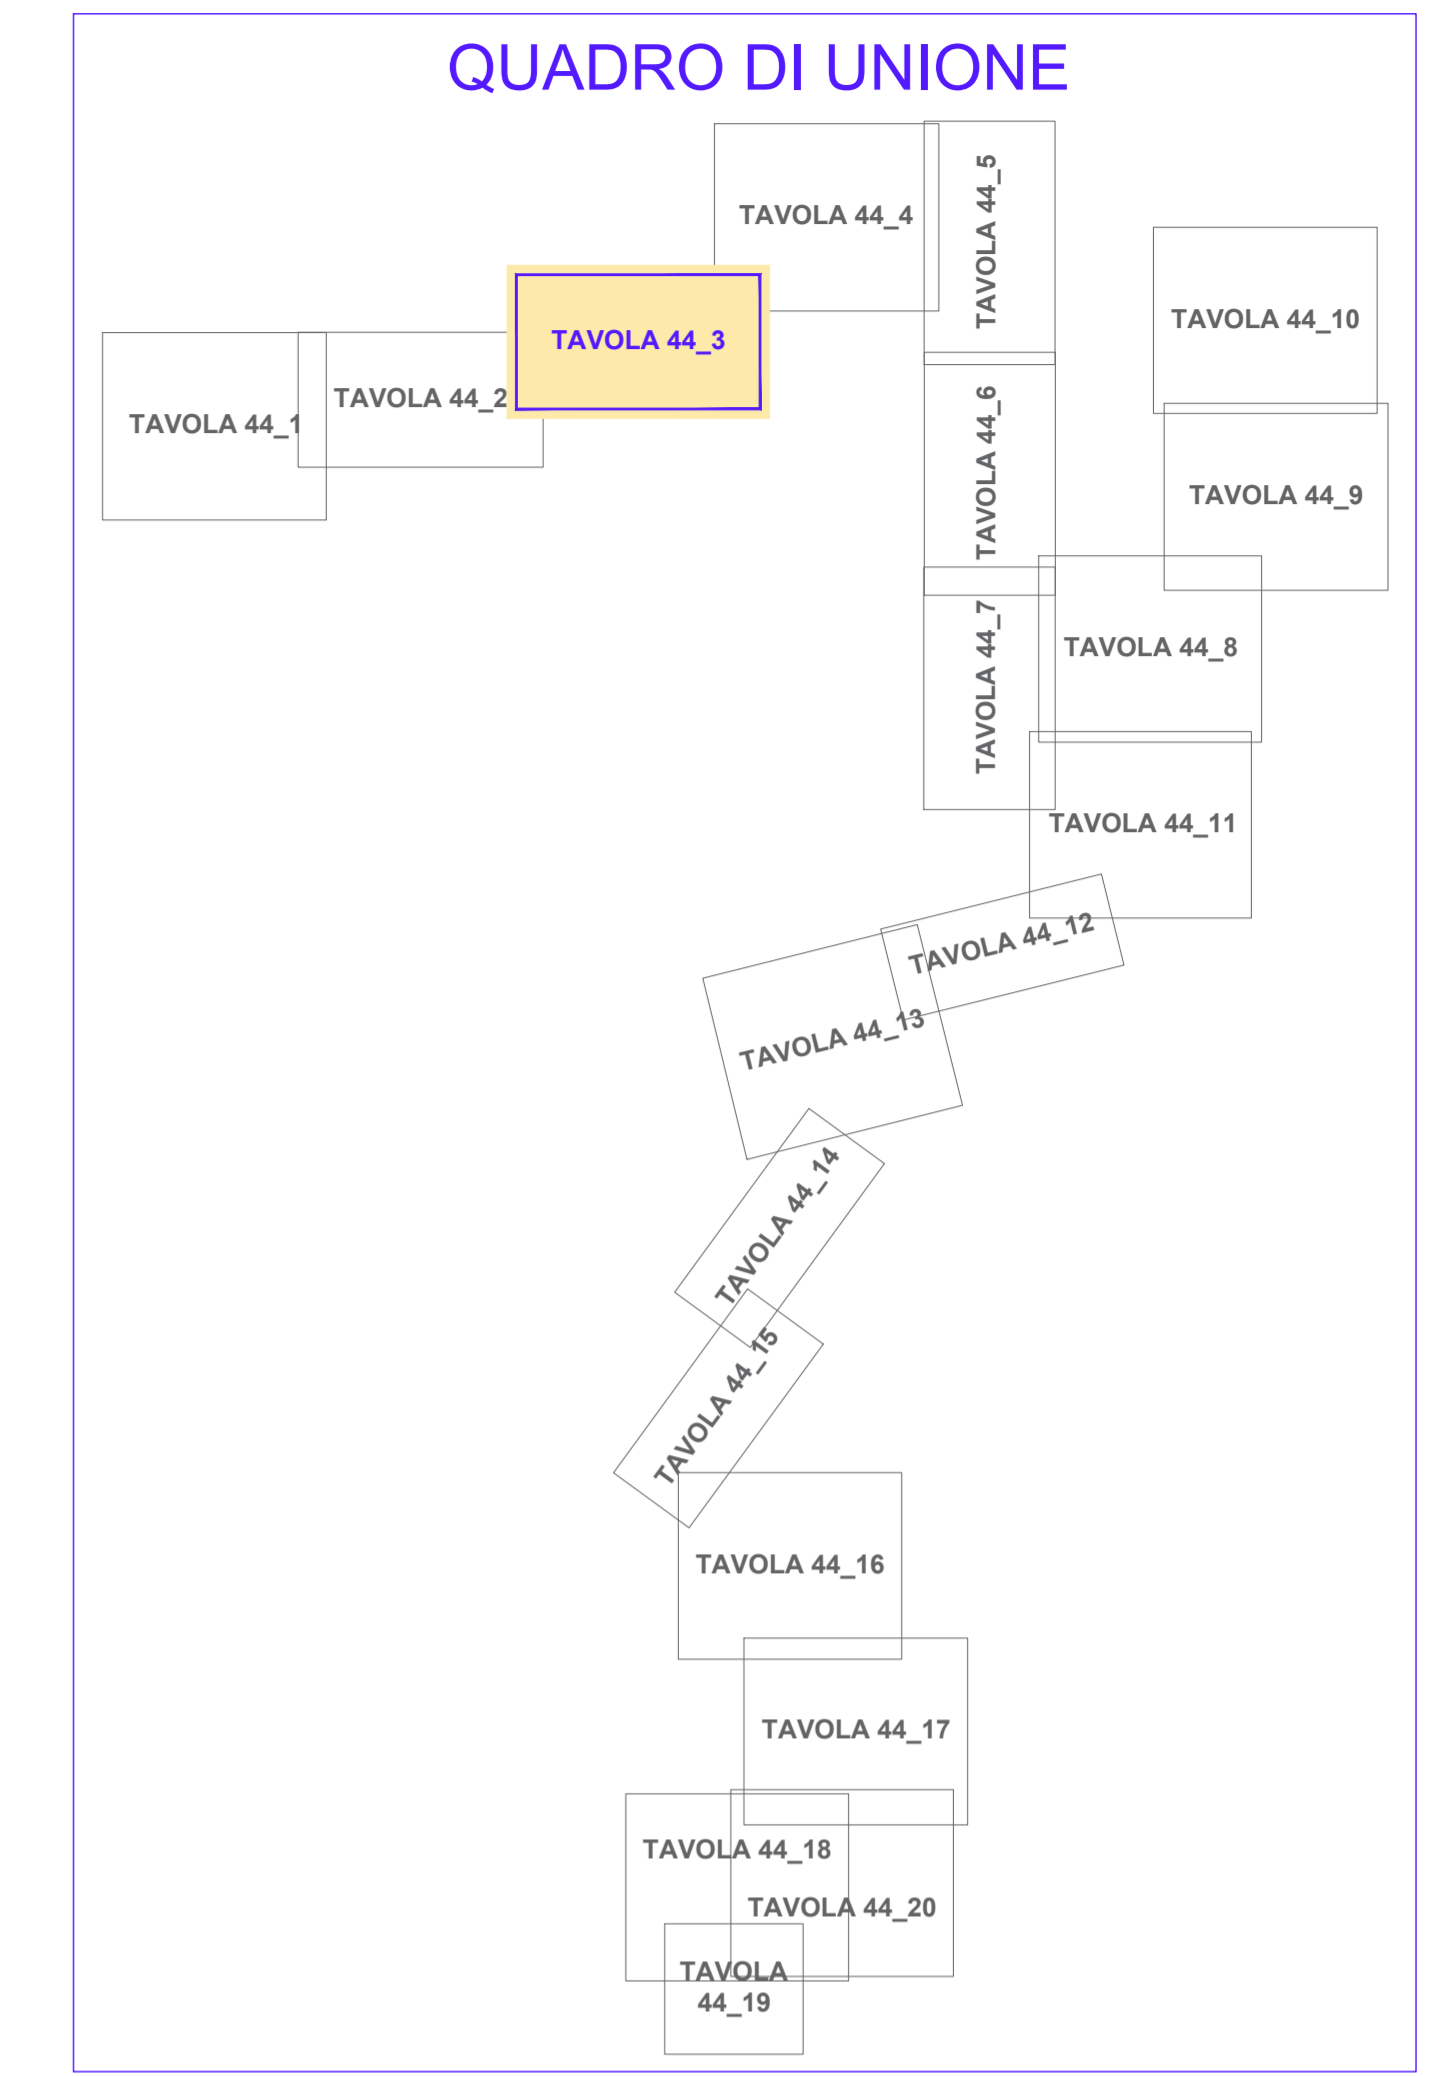 QUADRO DI UNIONE
TAVOLA 44_4
TAVOLA 44_5
TAVOLA 44_10
TAVOLA 44_3
TAVOLA 44_2
TAVOLA 44_1
TAVOLA 44_6
TAVOLA 44_9
TAVOLA 44_8
TAVOLA 44_7
TAVOLA 44_11
TAVOLA 44_12
TAVOLA 44_13
TAVOLA 44_14
TAVOLA 44_15
TAVOLA 44_16
TAVOLA 44_17
TAVOLA 44_18
TAVOLA 44_20
TAVOLA
44_19